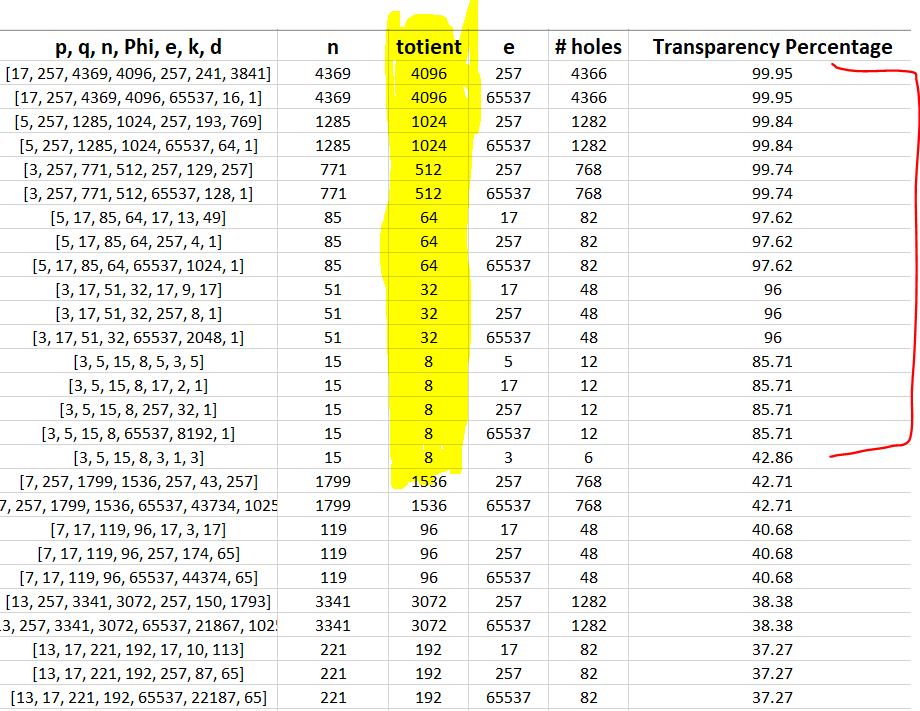 p, q, n, Phi, e, k, d n totient e # holes Transparency Percentage
[17, 257, 4369, 4096, 257, 241, 3841] 4369 4096 257 4366 99.95
[17, 257, 4369, 4096, 65537, 16, 1] 4369 4096 65537 4366 99.95
[5, 257, 1285, 1024, 257, 193, 769] 1285 1024 257 1282 99.84
[5, 257, 1285, 1024, 65537, 64, 1] 1285 1024 65537 1282 99.84
[3, 257, 771, 512, 257, 129, 257] 771 512 257 768 99.74
[3, 257, 771, 512, 65537, 128, 1] 771 512 65537 768 99.74
[5, 17, 85, 64, 17, 13, 49] 85 64 17 82 97.62
[5, 17, 85, 64, 257, 4, 1] 85 64 257 82 97.62
[5, 17, 85, 64, 65537, 1024, 1] 85 64 65537 82 97.62
[3, 17, 51, 32, 17, 9, 17] 51 32 17 48 96
[3, 17, 51, 32, 257, 8, 1] 51 32 257 48 96
[3, 17, 51, 32, 65537, 2048, 1] 51 32 65537 48 96
[3, 5, 15, 8, 5, 3, 5] 15 8 5 12 85.71
[3, 5, 15, 8, 17, 2, 1] 15 8 17 12 85.71
[3, 5, 15, 8, 257, 32, 1] 15 8 257 12 85.71
[3, 5, 15, 8, 65537, 8192, 1] 15 8 65537 12 85.71
[3, 5, 15, 8, 3, 1, 3] 15 8 3 6 42.86
[7, 257, 1799, 1536, 257, 43, 257] 1799 1536 257 768 42.71
7, 257, 1799, 1536, 65537, 43734, 1025 1799 1536 65537 768 42.71
[7, 17, 119, 96, 17, 3, 17] 119 96 17 48 40.68
[7, 17, 119, 96, 257, 174, 65] 119 96 257 48 40.68
[7, 17, 119, 96, 65537, 44374, 65] 119 96 65537 48 40.68
[13, 257, 3341, 3072, 257, 150, 1793] 3341 3072 257 1282 38.38
3, 257, 3341, 3072, 65537, 21867, 102 3341 3072 65537 1282 38.38
[13, 17, 221, 192, 17, 10, 113] 221 192 17 82 37.27
[13, 17, 221, 192, 257, 87, 65] 221 192 257 82 37.27
[13, 17, 221, 192, 65537, 22187, 65] 221 192 65537 82 37.27